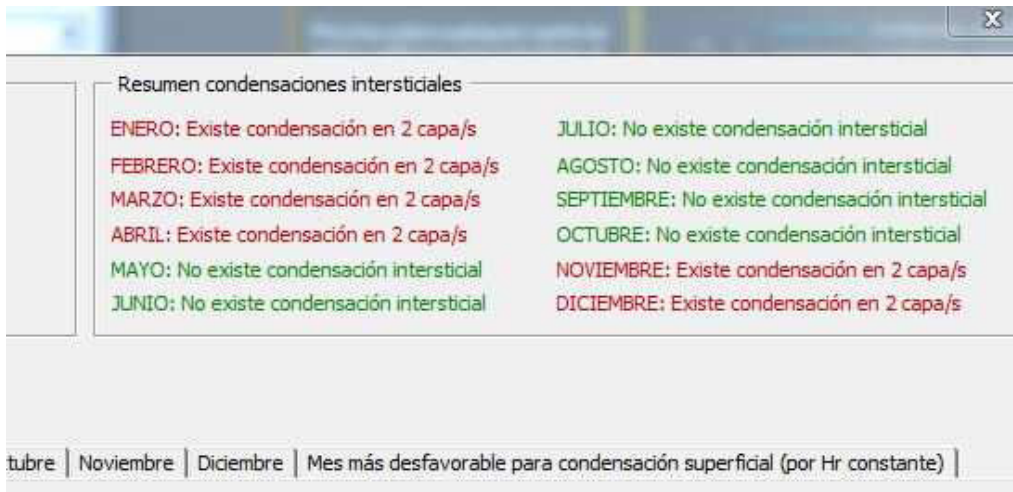 X
Resumen condensaciones intersticiales
ENERO: Existe condensación en 2 capa/s
FEBRERO: Existe condensación en 2 capa/s
MARZO: Existe condensación en 2 capa/s
ABRIL: Existe condensación en 2 capa/s
MAYO: No existe condensación intersticial
JUNIO: No existe condensación intersticial
JULIO: No existe condensación intersticial
AGOSTO: No existe condensación intersticial
SEPTIEMBRE: No existe condensación intersticial
OCTUBRE: No existe condensación intersticial
NOVIEMBRE: Existe condensación en 2 capa/s
DICIEMBRE: Existe condensación en 2 capa/s
tubre | Noviembre | Diciembre | Mes más desfavorable para condensación superficial (por Hr constante) |